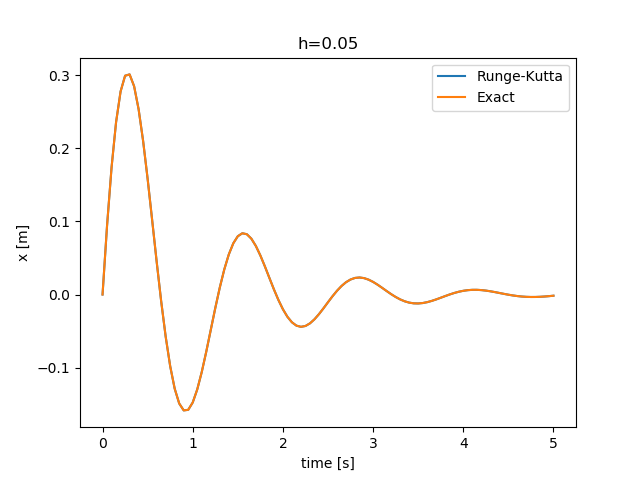 h=0.05
Runge-Kutta
Exact
0.3
0.2
0.1
0.0
−0.1
x [m]
0 1 2 3 4 5
time [s]